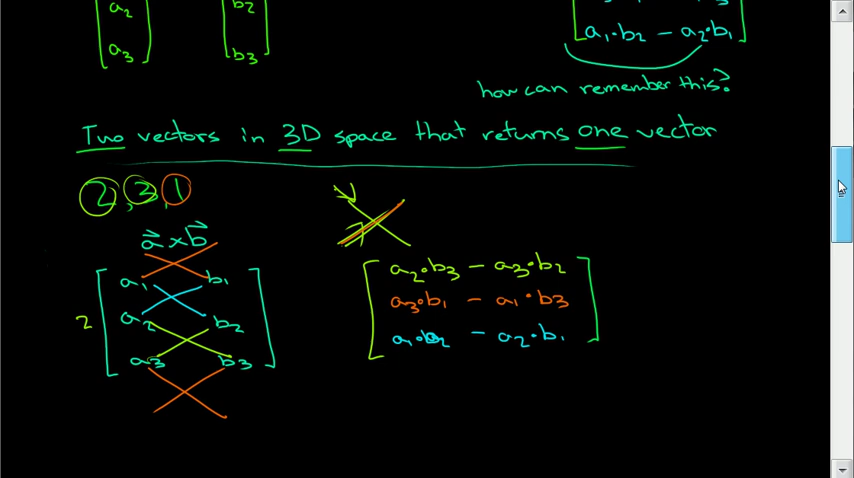 a₂ b₂
a₃ b₃
a₁·b₂ - a₂·b₁
how can remember this?
Two vectors in 3D space that returns one vector
2, 3, 1
a⃗ × b⃗
a₁ b₁
2 a₂ b₂
a₃ b₃
a₂·b₃ - a₃·b₂
a₃·b₁ - a₁·b₃
a₁·b₂ - a₂·b₁